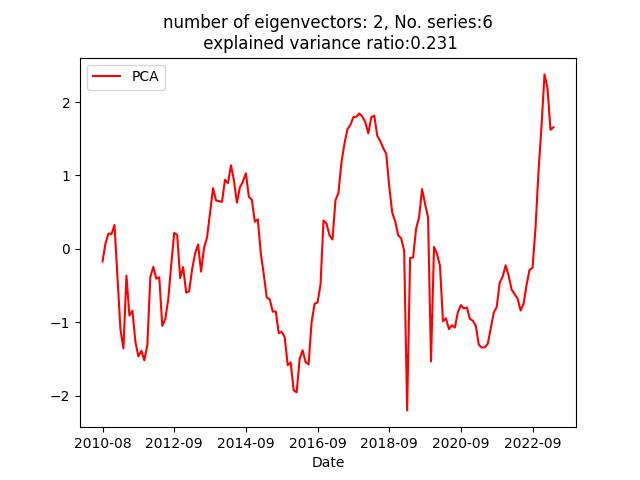 number of eigenvectors: 2, No. series:6
explained variance ratio:0.231
PCA
2
1
0
−1
−2
2010-08 2012-09 2014-09 2016-09 2018-09 2020-09 2022-09
Date